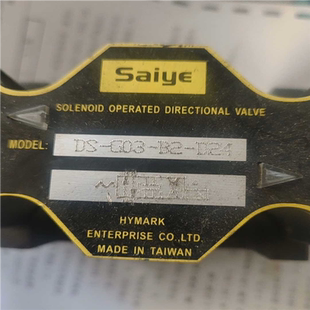 Saiye
SOLENOID OPERATED DIRECTIONAL VALVE
MODEL: DS-G03-B2-D24
HYMARK
ENTERPRISE CO.,LTD.
MADE IN TAIWAN